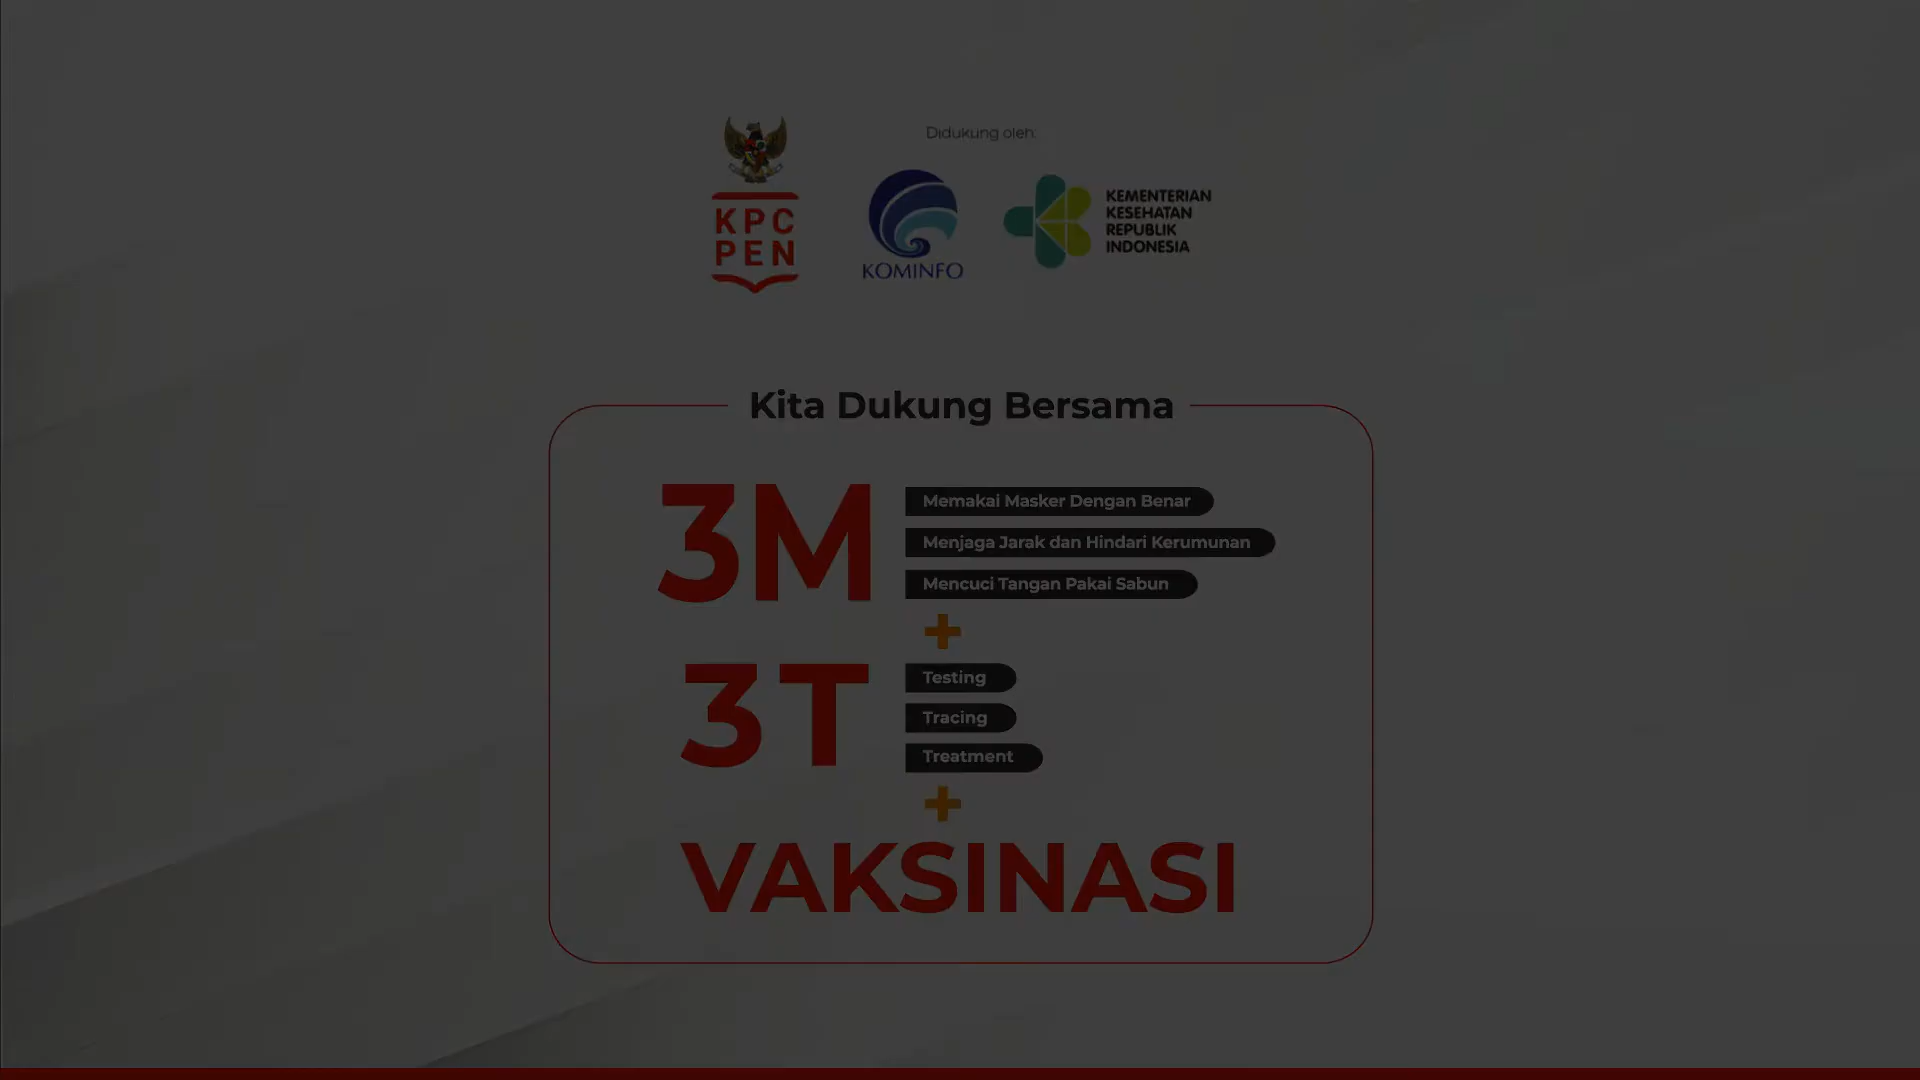 KPC
PEN
Didukung oleh:
KOMINFO
KEMENTERIAN
KESEHATAN
REPUBLIK
INDONESIA
Kita Dukung Bersama
3M
Memakai Masker Dengan Benar
Menjaga Jarak dan Hindari Kerumunan
Mencuci Tangan Pakai Sabun
+
3T
Testing
Tracing
Treatment
+
VAKSINASI